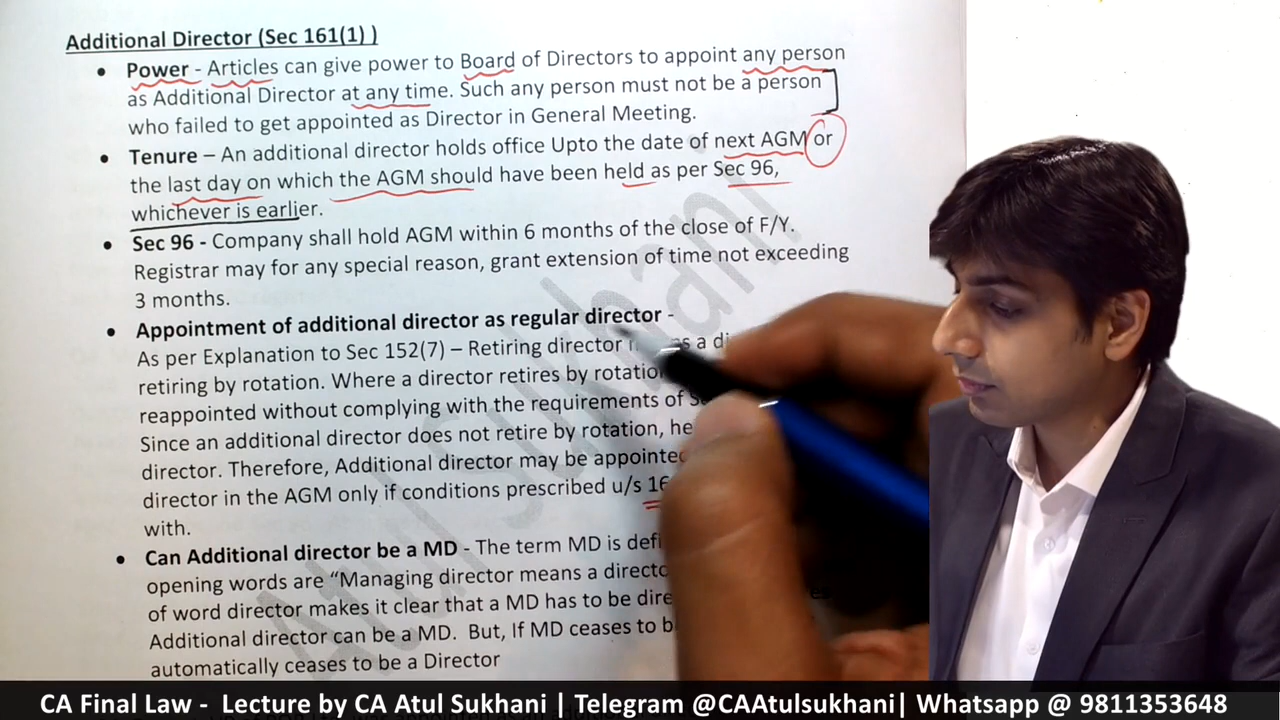 Additional Director (Sec 161(1) )
• Power - Articles can give power to Board of Directors to appoint any person
as Additional Director at any time. Such any person must not be a person
who failed to get appointed as Director in General Meeting.
• Tenure – An additional director holds office Upto the date of next AGM or
the last day on which the AGM should have been held as per Sec 96,
whichever is earlier.
• Sec 96 - Company shall hold AGM within 6 months of the close of F/Y.
Registrar may for any special reason, grant extension of time not exceeding
3 months.
• Appointment of additional director as regular director -
As per Explanation to Sec 152(7) – Retiring director a
retiring by rotation. Where a director retires by
reappointed without complying with the requirements of
Since an additional director does not retire by rotation, he
director. Therefore, Additional director may be
director in the AGM only if conditions prescribed u/s
with.
• Can Additional director be a MD - The term MD is
opening words are “Managing director means a
of word director makes it clear that a MD has to be
Additional director can be a MD. But, If MD ceases to
automatically ceases to be a Director
Atul Sukhani
CA Final Law - Lecture by CA Atul Sukhani | Telegram @CAAtulsukhani| Whatsapp @ 9811353648